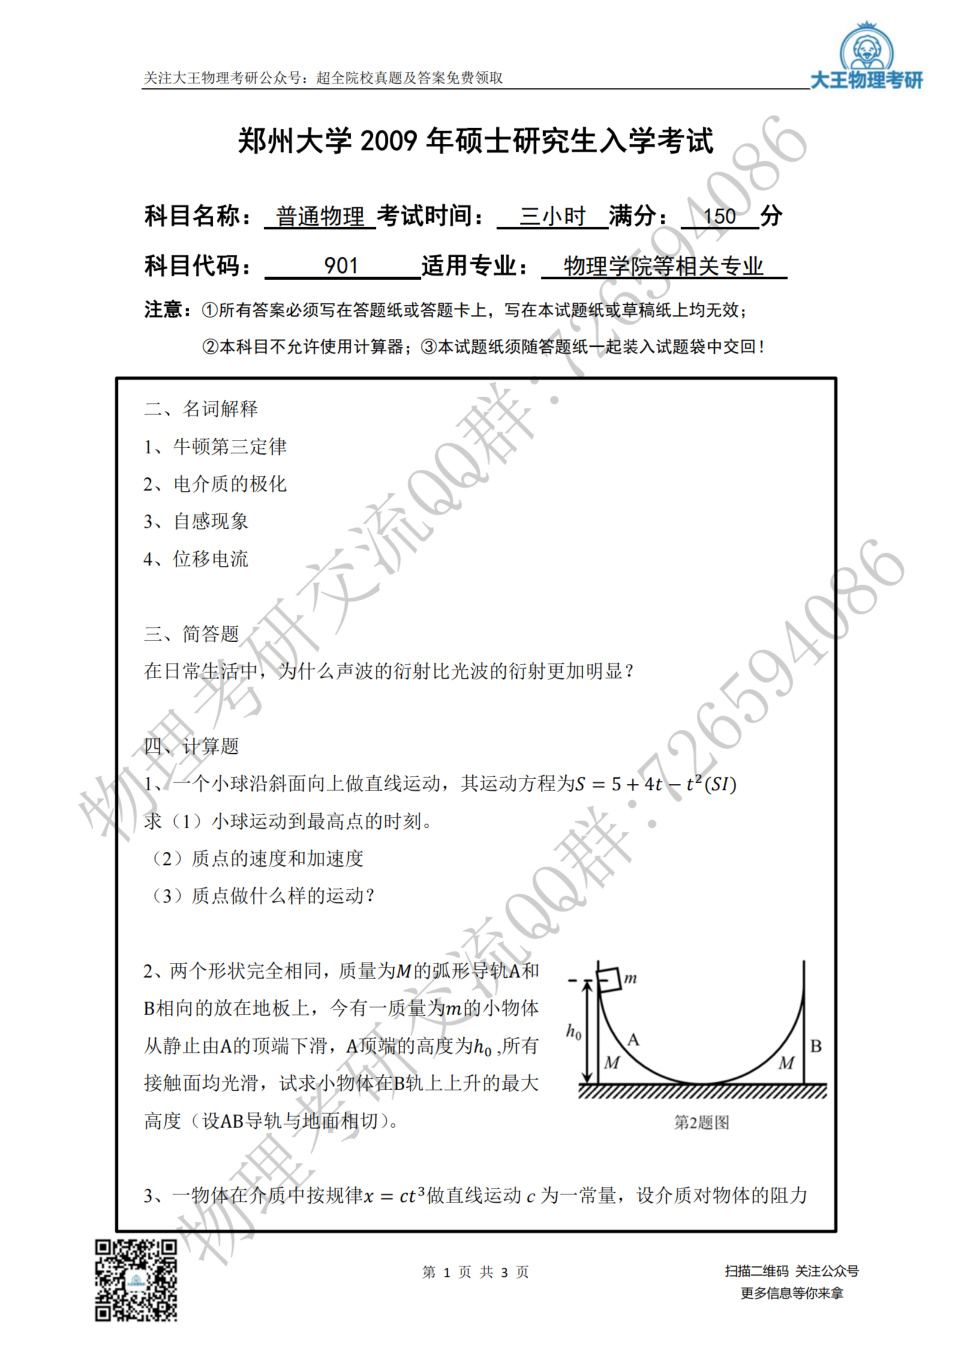 关注大王物理考研公众号：超全院校真题及答案免费领取
大王物理考研
郑州大学 2009 年硕士研究生入学考试
科目名称： 普通物理 考试时间： 三小时 满分： 150 分
科目代码： 901 适用专业： 物理学院等相关专业
注意：①所有答案必须写在答题纸或答题卡上，写在本试题纸或草稿纸上均无效；
②本科目不允许使用计算器；③本试题纸须随答题纸一起装入试题袋中交回！
二、名词解释
1、牛顿第三定律
2、电介质的极化
3、自感现象
4、位移电流
三、简答题
在日常生活中，为什么声波的衍射比光波的衍射更加明显？
四、计算题
1、一个小球沿斜面向上做直线运动，其运动方程为S = 5 + 4t − t²(SI)
求（1）小球运动到最高点的时刻。
（2）质点的速度和加速度
（3）质点做什么样的运动？
2、两个形状完全相同，质量为M的弧形导轨A和
B相向的放在地板上，今有一质量为m的小物体
从静止由A的顶端下滑，A顶端的高度为h₀ ,所有
接触面均光滑，试求小物体在B轨上上升的最大
高度（设AB导轨与地面相切）。
m
h₀
A
B
M
M
第2题图
3、一物体在介质中按规律x = ct³做直线运动 c 为一常量，设介质对物体的阻力
物理考研交流QQ群:726594086
物理考研交流QQ群:726594086
大王物理考研
第 1 页 共 3 页
扫描二维码 关注公众号
更多信息等你来拿